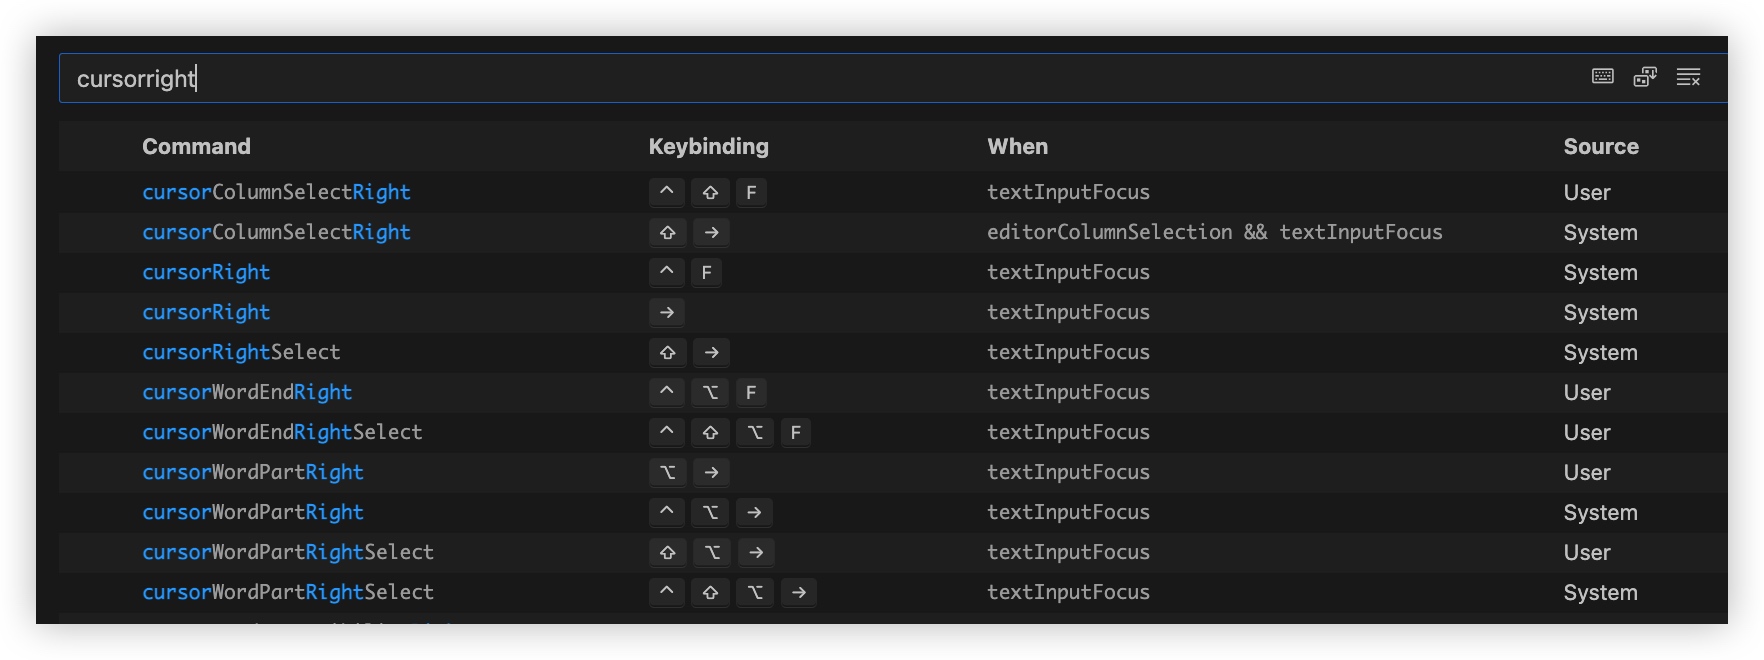 cursorright
Command Keybinding When Source
cursorColumnSelectRight ^ ⇧ F textInputFocus User
cursorColumnSelectRight ⇧ → editorColumnSelection && textInputFocus System
cursorRight ^ F textInputFocus System
cursorRight → textInputFocus System
cursorRightSelect ⇧ → textInputFocus System
cursorWordEndRight ^ ⌥ F textInputFocus User
cursorWordEndRightSelect ^ ⇧ ⌥ F textInputFocus User
cursorWordPartRight ⌥ → textInputFocus User
cursorWordPartRight ^ ⌥ → textInputFocus System
cursorWordPartRightSelect ⇧ ⌥ → textInputFocus User
cursorWordPartRightSelect ^ ⇧ ⌥ → textInputFocus System